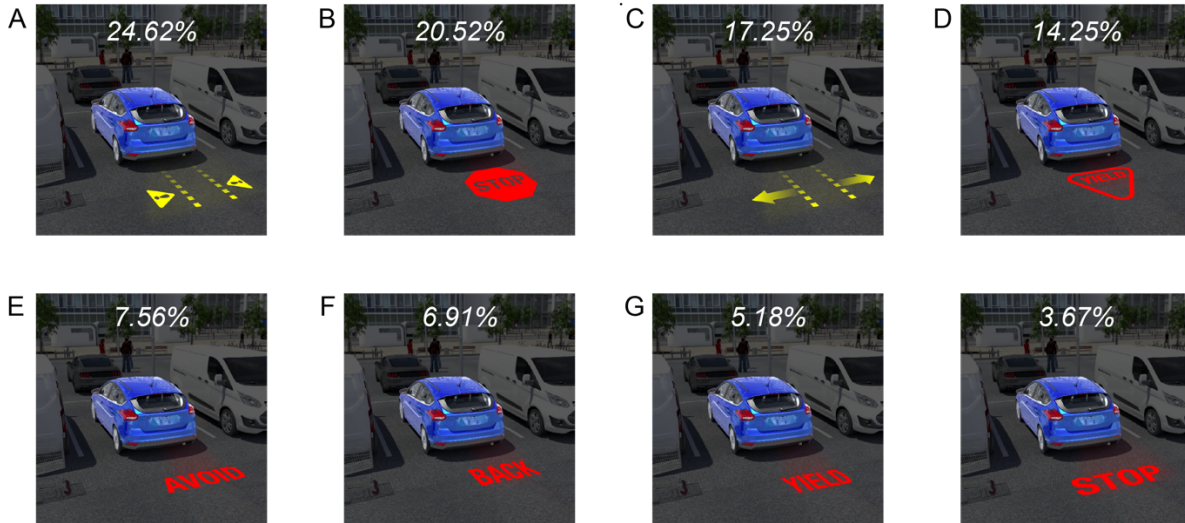 A
24.62%
B
20.52%
STOP
C
17.25%
D
14.25%
YIELD
E
7.56%
AVOID
F
6.91%
BACK
G
5.18%
YIELD
3.67%
STOP